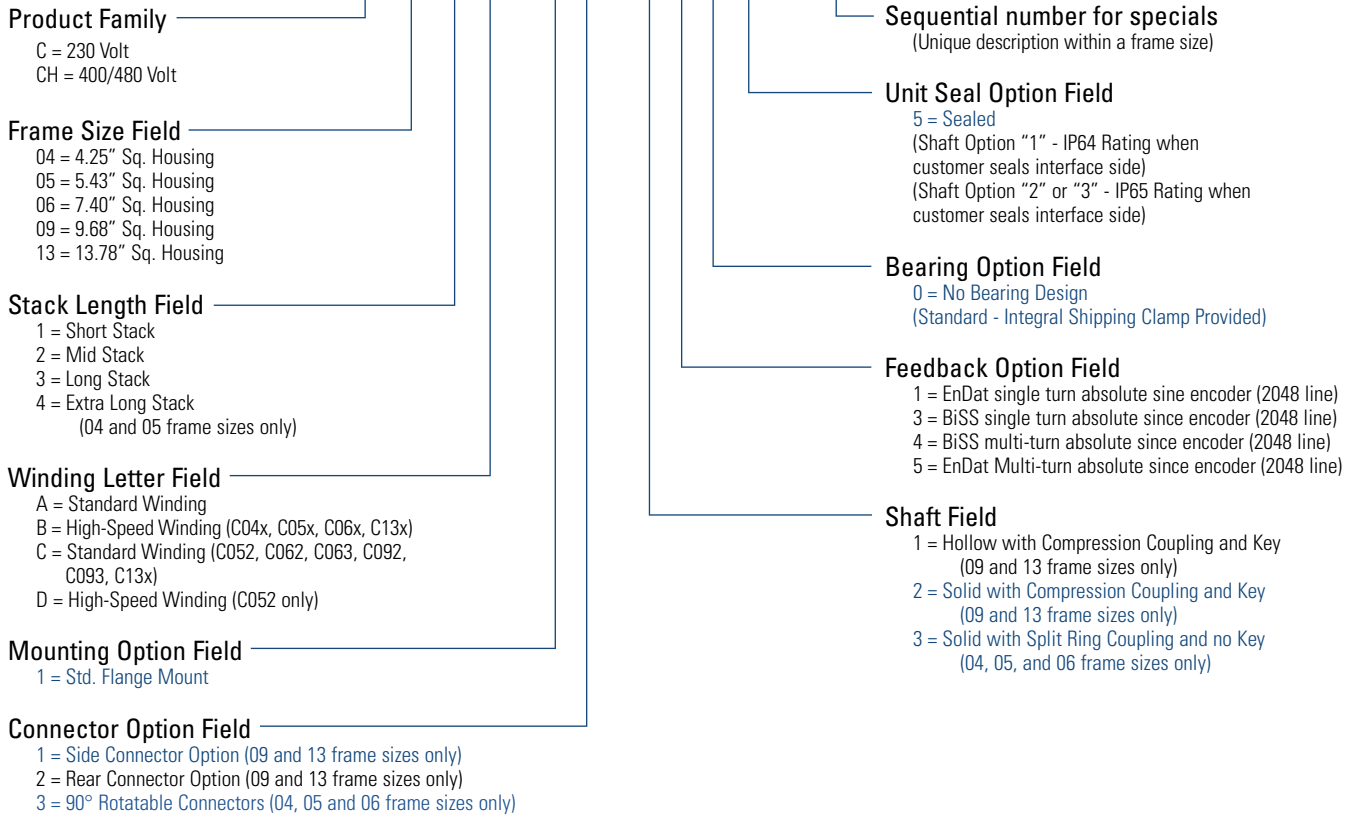 Product Family
C = 230 Volt
CH = 400/480 Volt
Frame Size Field
04 = 4.25” Sq. Housing
05 = 5.43” Sq. Housing
06 = 7.40” Sq. Housing
09 = 9.68” Sq. Housing
13 = 13.78” Sq. Housing
Stack Length Field
1 = Short Stack
2 = Mid Stack
3 = Long Stack
4 = Extra Long Stack
(04 and 05 frame sizes only)
Winding Letter Field
A = Standard Winding
B = High-Speed Winding (C04x, C05x, C06x, C13x)
C = Standard Winding (C052, C062, C063, C092,
C093, C13x)
D = High-Speed Winding (C052 only)
Mounting Option Field
1 = Std. Flange Mount
Connector Option Field
1 = Side Connector Option (09 and 13 frame sizes only)
2 = Rear Connector Option (09 and 13 frame sizes only)
3 = 90° Rotatable Connectors (04, 05 and 06 frame sizes only)
Sequential number for specials
(Unique description within a frame size)
Unit Seal Option Field
5 = Sealed
(Shaft Option “1” - IP64 Rating when
customer seals interface side)
(Shaft Option “2” or “3” - IP65 Rating when
customer seals interface side)
Bearing Option Field
0 = No Bearing Design
(Standard - Integral Shipping Clamp Provided)
Feedback Option Field
1 = EnDat single turn absolute sine encoder (2048 line)
3 = BiSS single turn absolute since encoder (2048 line)
4 = BiSS multi-turn absolute since encoder (2048 line)
5 = EnDat Multi-turn absolute since encoder (2048 line)
Shaft Field
1 = Hollow with Compression Coupling and Key
(09 and 13 frame sizes only)
2 = Solid with Compression Coupling and Key
(09 and 13 frame sizes only)
3 = Solid with Split Ring Coupling and no Key
(04, 05, and 06 frame sizes only)